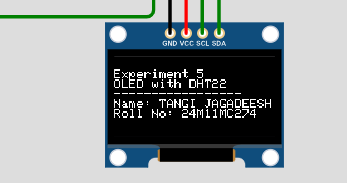 GND VCC SCL SDA
Experiment 5
OLED with DHT22
------------------
Name: TANGI JAGADEESH
Roll No: 24M11MC274